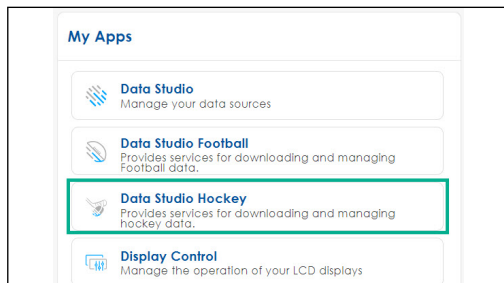 My Apps
Data Studio
Manage your data sources
Data Studio Football
Provides services for downloading and managing
Football data.
Data Studio Hockey
Provides services for downloading and managing
hockey data.
Display Control
Manage the operation of your LCD displays